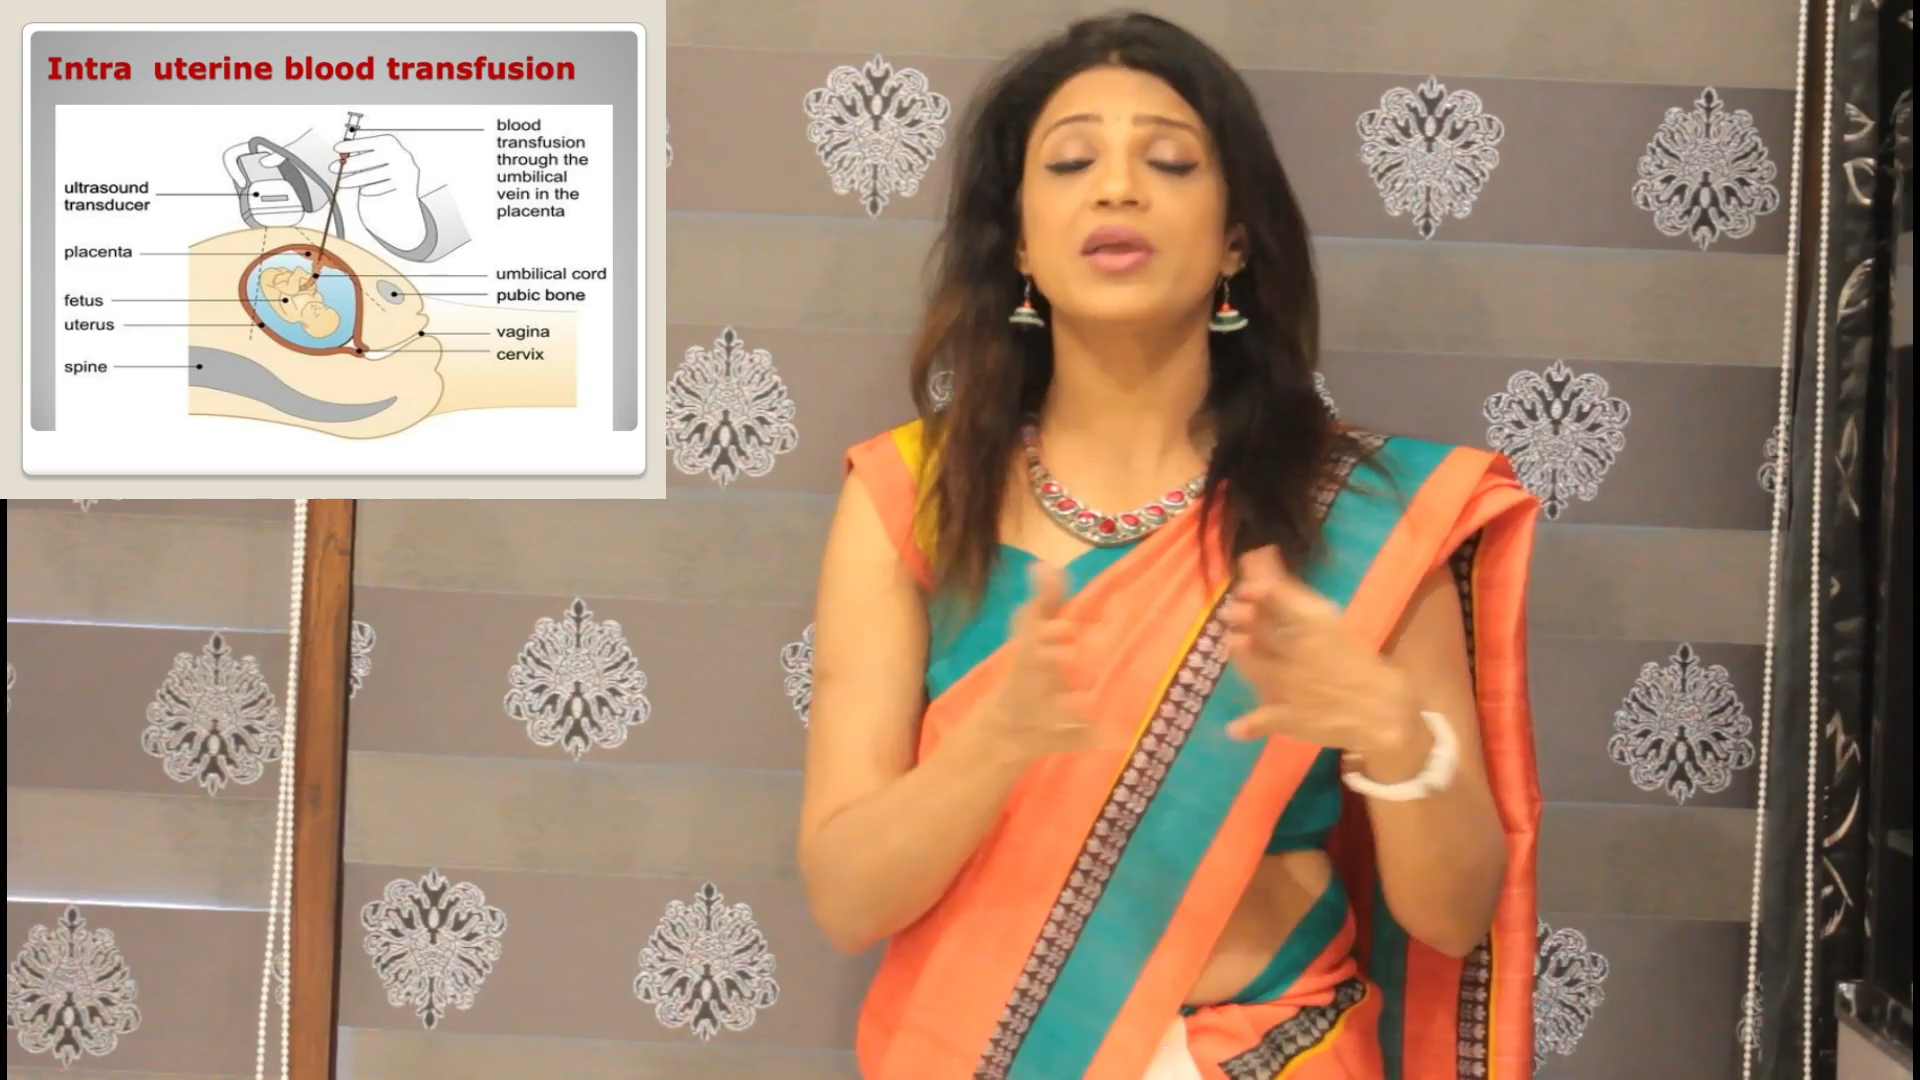 Intra uterine blood transfusion
blood
transfusion
through the
umbilical
vein in the
placenta
ultrasound
transducer
placenta
fetus
uterus
spine
umbilical cord
pubic bone
vagina
cervix